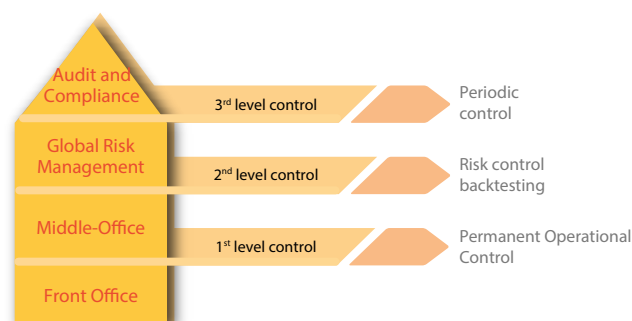 Audit and
Compliance
3rd level control
Periodic
control
Global Risk
Management
2nd level control
Risk control
backtesting
Middle-Office
1st level control
Permanent Operational
Control
Front Office